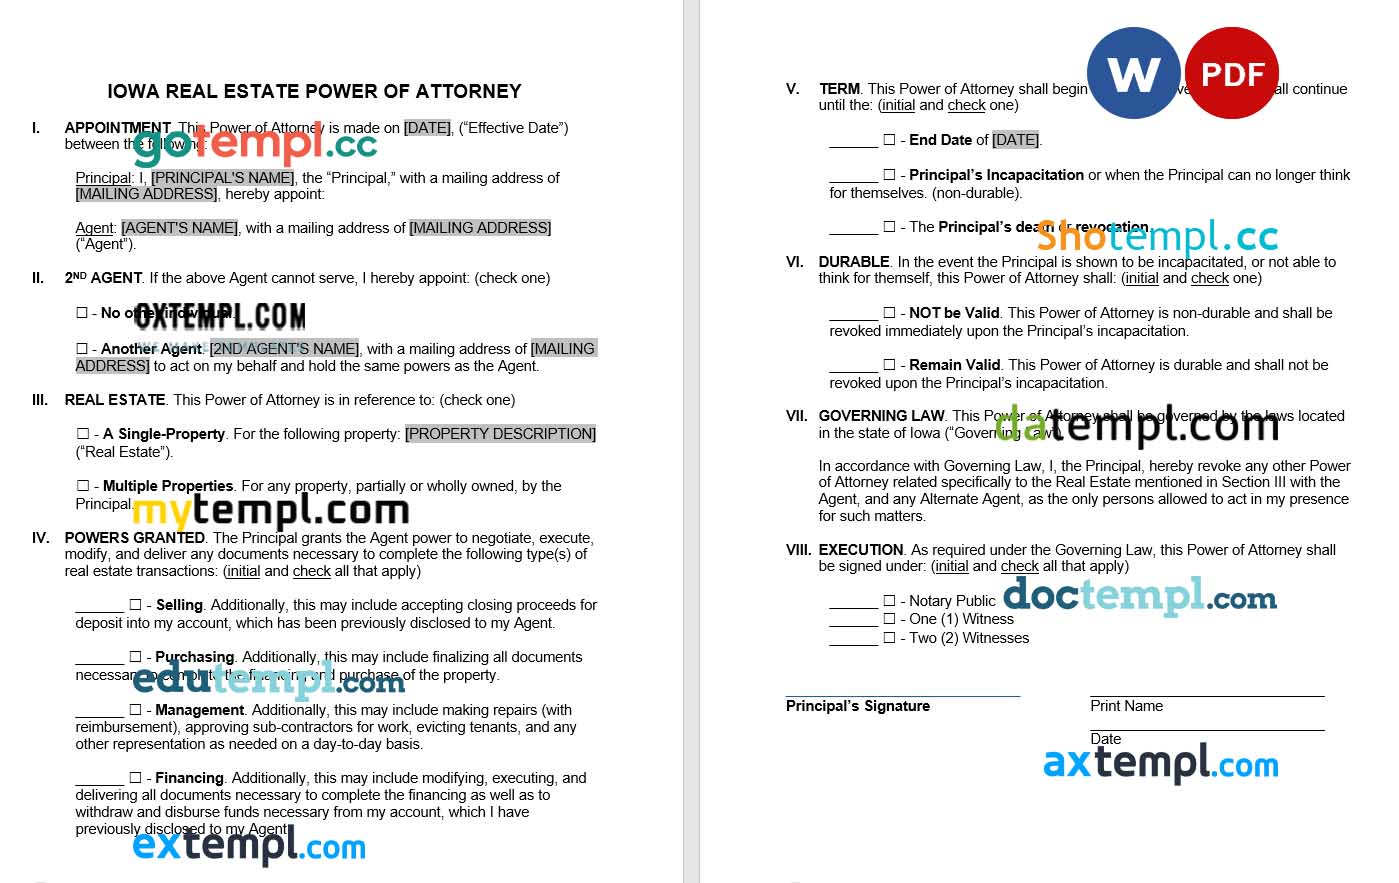 IOWA REAL ESTATE POWER OF ATTORNEY
I. APPOINTMENT. This Power of Attorney is made on [DATE], (“Effective Date”)
between the following:
gotempl.cc
Principal: I, [PRINCIPAL'S NAME], the “Principal,” with a mailing address of
[MAILING ADDRESS], hereby appoint:
Agent: [AGENT'S NAME], with a mailing address of [MAILING ADDRESS]
(“Agent”).
II. 2ND AGENT. If the above Agent cannot serve, I hereby appoint: (check one)
☐ - No other individual.
OXTEMPL.COM
☐ - Another Agent. [2ND AGENT'S NAME], with a mailing address of [MAILING
ADDRESS] to act on my behalf and hold the same powers as the Agent.
III. REAL ESTATE. This Power of Attorney is in reference to: (check one)
☐ - A Single-Property. For the following property: [PROPERTY DESCRIPTION]
(“Real Estate”).
☐ - Multiple Properties. For any property, partially or wholly owned, by the
Principal.
mytempl.com
IV. POWERS GRANTED. The Principal grants the Agent power to negotiate, execute,
modify, and deliver any documents necessary to complete the following type(s) of
real estate transactions: (initial and check all that apply)
______ ☐ - Selling. Additionally, this may include accepting closing proceeds for
deposit into my account, which has been previously disclosed to my Agent.
______ ☐ - Purchasing. Additionally, this may include finalizing all documents
necessary to complete the financing and purchase of the property.
edutempl.com
______ ☐ - Management. Additionally, this may include making repairs (with
reimbursement), approving sub-contractors for work, evicting tenants, and any
other representation as needed on a day-to-day basis.
______ ☐ - Financing. Additionally, this may include modifying, executing, and
delivering all documents necessary to complete the financing as well as to
withdraw and disburse funds necessary from my account, which I have
previously disclosed to my Agent.
extempl.com
W PDF
V. TERM. This Power of Attorney shall begin all continue
until the: (initial and check one)
______ ☐ - End Date of [DATE].
______ ☐ - Principal’s Incapacitation or when the Principal can no longer think
for themselves. (non-durable).
______ ☐ - The Principal’s death or revocation.
Shotempl.cc
VI. DURABLE. In the event the Principal is shown to be incapacitated, or not able to
think for themself, this Power of Attorney shall: (initial and check one)
______ ☐ - NOT be Valid. This Power of Attorney is non-durable and shall be
revoked immediately upon the Principal’s incapacitation.
______ ☐ - Remain Valid. This Power of Attorney is durable and shall not be
revoked upon the Principal’s incapacitation.
VII. GOVERNING LAW. This Power of Attorney shall be governed by the laws located
in the state of Iowa (“Governing Law”).
datempl.com
In accordance with Governing Law, I, the Principal, hereby revoke any other Power
of Attorney related specifically to the Real Estate mentioned in Section III with the
Agent, and any Alternate Agent, as the only persons allowed to act in my presence
for such matters.
VIII. EXECUTION. As required under the Governing Law, this Power of Attorney shall
be signed under: (initial and check all that apply)
______ ☐ - Notary Public
doctempl.com
______ ☐ - One (1) Witness
______ ☐ - Two (2) Witnesses
Principal’s Signature Print Name
Date
axtempl.com